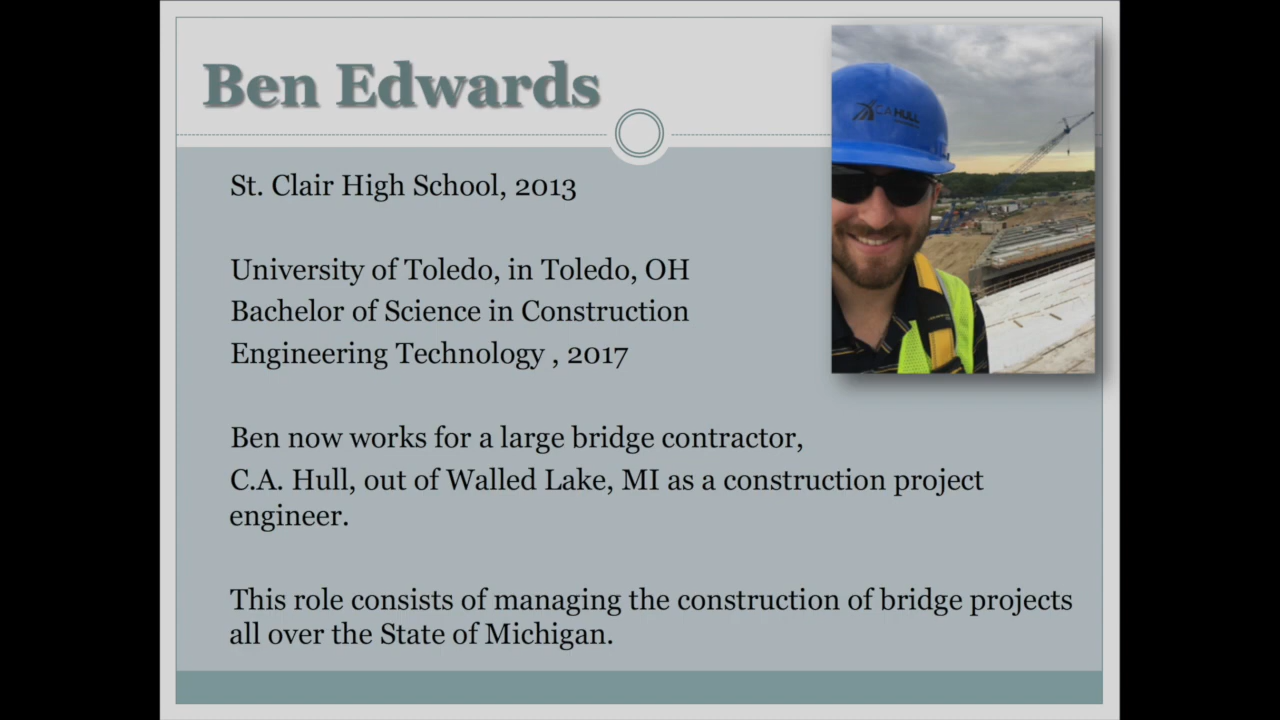 Ben Edwards
CA HULL
St. Clair High School, 2013
University of Toledo, in Toledo, OH
Bachelor of Science in Construction
Engineering Technology , 2017
Ben now works for a large bridge contractor,
C.A. Hull, out of Walled Lake, MI as a construction project
engineer.
This role consists of managing the construction of bridge projects
all over the State of Michigan.